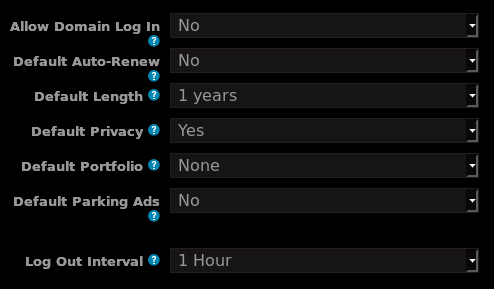 Allow Domain Log In No
?
Default Auto-Renew No
?
Default Length ? 1 years
Default Privacy ? Yes
Default Portfolio ? None
Default Parking Ads No
?
Log Out Interval ? 1 Hour